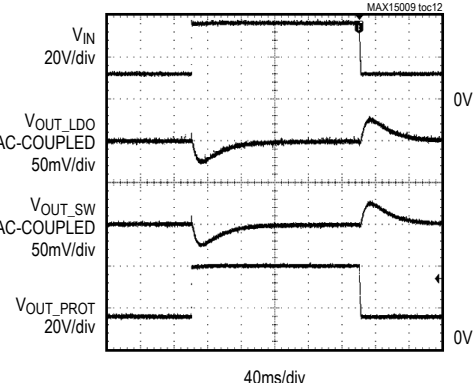 MAX15009 toc12
VIN
20V/div
0V
VOUT_LDO
AC-COUPLED
50mV/div
VOUT_SW
AC-COUPLED
50mV/div
VOUT_PROT
20V/div
0V
40ms/div